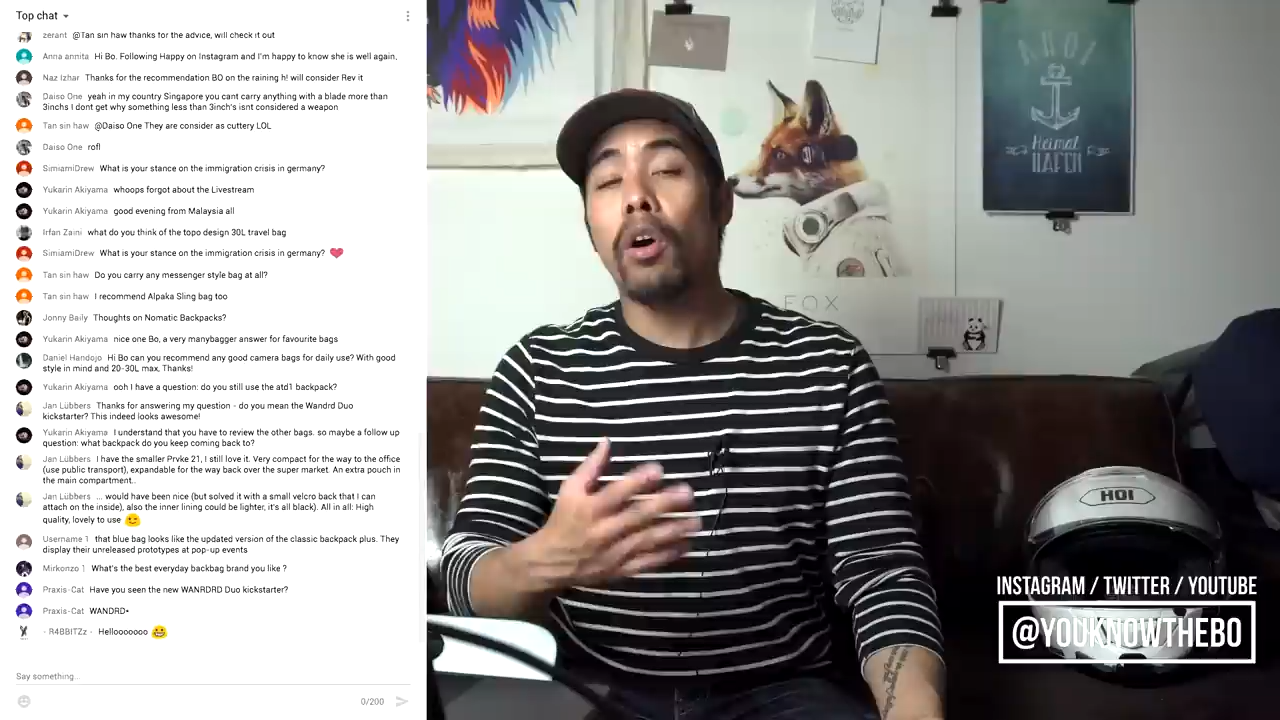 Top chat
zerant @Tan sin haw thanks for the advice, will check it out
Anna annita Hi Bo. Following Happy on Instagram and I'm happy to know she is well again,
Naz Izhar Thanks for the recommendation BO on the raining h! will consider Rev it
Daiso One yeah in my country Singapore you cant carry anything with a blade more than
3inchs I dont get why something less than 3inch's isnt considered a weapon
Tan sin haw @Daiso One They are consider as cuttery LOL
Daiso One rofl
SimiamiDrew What is your stance on the immigration crisis in germany?
Yukarin Akiyama whoops forgot about the Livestream
Yukarin Akiyama good evening from Malaysia all
Irfan Zaini what do you think of the topo design 30L travel bag
SimiamiDrew What is your stance on the immigration crisis in germany? ❤
Tan sin haw Do you carry any messenger style bag at all?
Tan sin haw I recommend Alpaka Sling bag too
Jonny Baily Thoughts on Nomatic Backpacks?
Yukarin Akiyama nice one Bo, a very manybagger answer for favourite bags
Daniel Handojo Hi Bo can you recommend any good camera bags for daily use? With good
style in mind and 20-30L max, Thanks!
Yukarin Akiyama ooh I have a question: do you still use the atd1 backpack?
Jan Lübbers Thanks for answering my question - do you mean the Wandrd Duo
kickstarter? This indeed looks awesome!
Yukarin Akiyama I understand that you have to review the other bags. so maybe a follow up
question: what backpack do you keep coming back to?
Jan Lübbers I have the smaller Prvke 21, I still love it. Very compact for the way to the office
(use public transport), expandable for the way back over the super market. An extra pouch in
the main compartment..
Jan Lübbers ... would have been nice (but solved it with a small velcro back that I can
attach on the inside), also the inner lining could be lighter, it's all black). All in all: High
quality, lovely to use 😉
Username 1 that blue bag looks like the updated version of the classic backpack plus. They
display their unreleased prototypes at pop-up events
Mirkonzo 1 What's the best everyday backbag brand you like ?
Praxis-Cat Have you seen the new WANRDRD Duo kickstarter?
Praxis-Cat WANDRD*
- R4BBITZz - Hellooooooo 😄
Say something...
0/200
AHOI
Heimat
HAFEN
FOX
HOI
INSTAGRAM / TWITTER / YOUTUBE
@YOUKNOWTHEBO